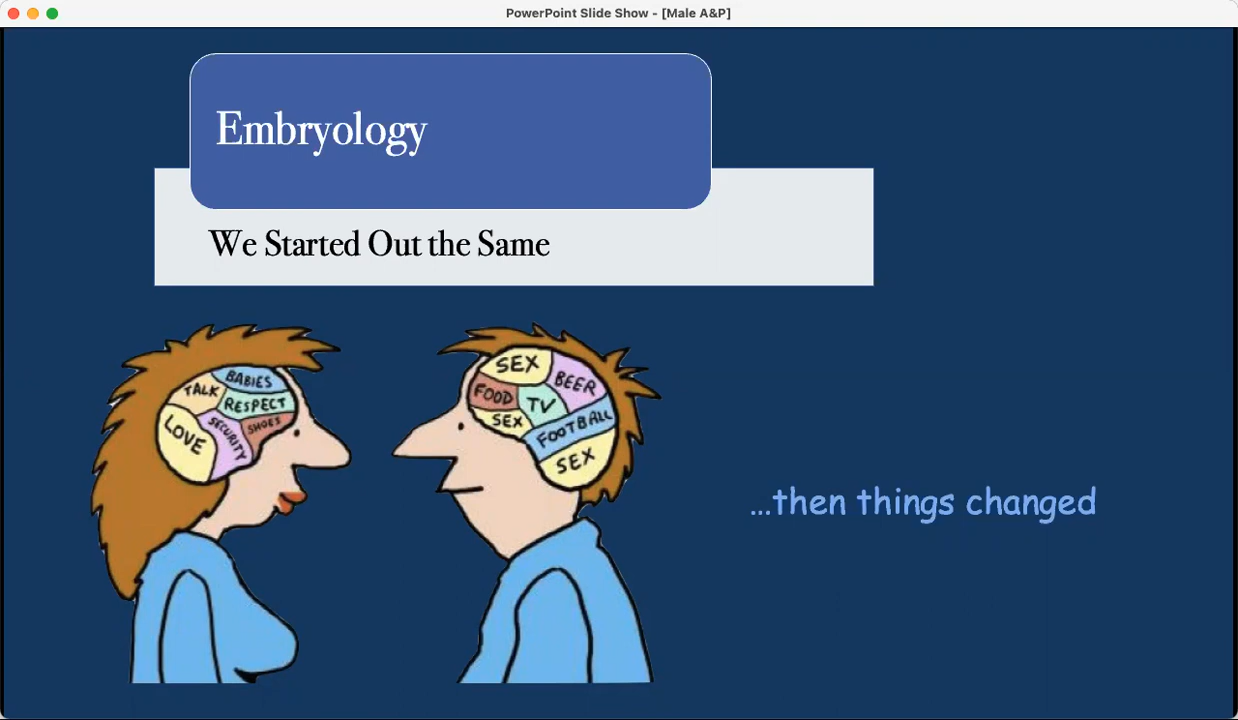 PowerPoint Slide Show - [Male A&P]
Embryology
We Started Out the Same
BABIES
TALK
RESPECT
LOVE
SECURITY
SHOES
SEX
BEER
FOOD
TV
SEX
FOOTBALL
SEX
...then things changed